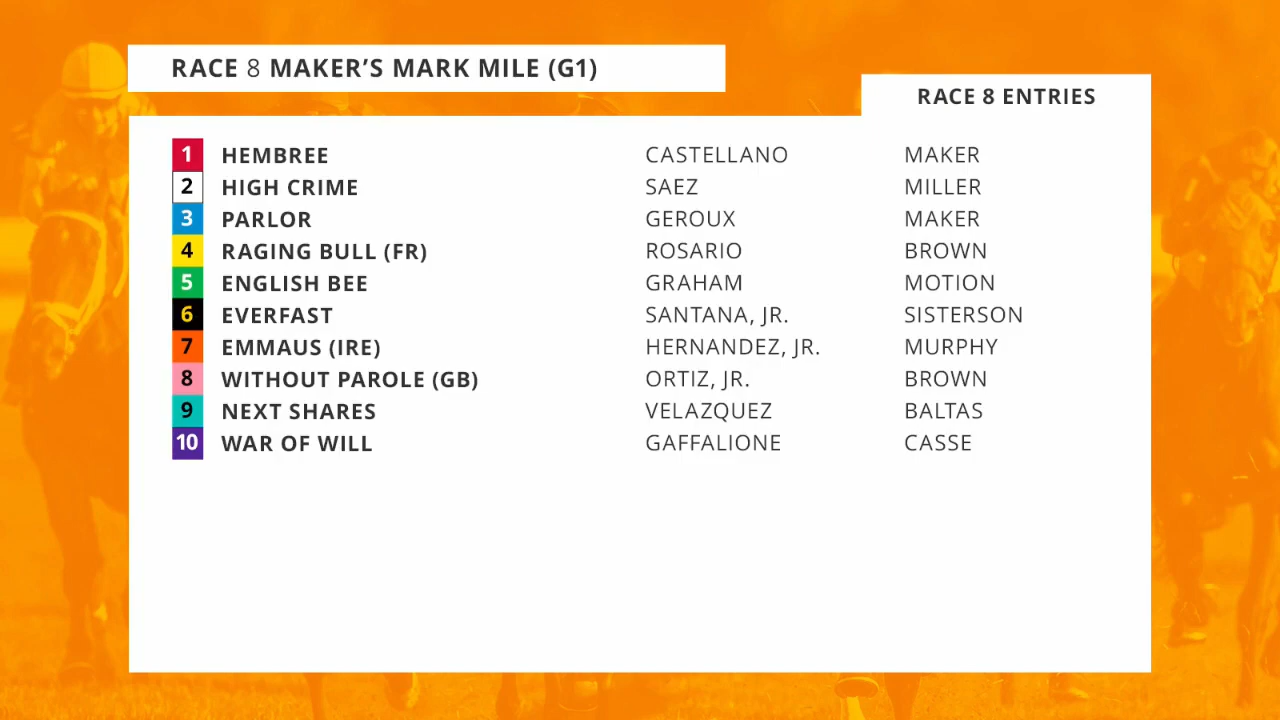 RACE 8 MAKER’S MARK MILE (G1)
RACE 8 ENTRIES
1 HEMBREE CASTELLANO MAKER
2 HIGH CRIME SAEZ MILLER
3 PARLOR GEROUX MAKER
4 RAGING BULL (FR) ROSARIO BROWN
5 ENGLISH BEE GRAHAM MOTION
6 EVERFAST SANTANA, JR. SISTERSON
7 EMMAUS (IRE) HERNANDEZ, JR. MURPHY
8 WITHOUT PAROLE (GB) ORTIZ, JR. BROWN
9 NEXT SHARES VELAZQUEZ BALTAS
10 WAR OF WILL GAFFALIONE CASSE